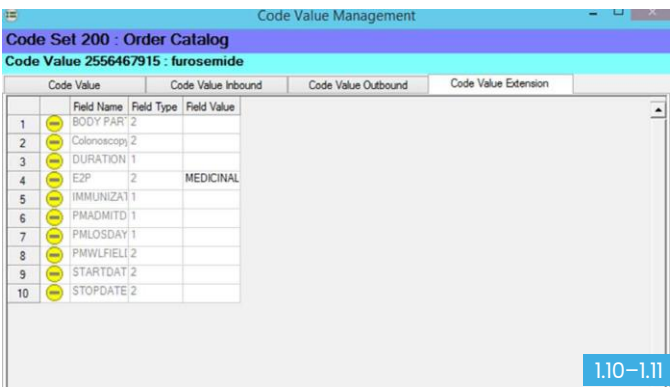 Code Value Management
Code Set 200 : Order Catalog
Code Value 2556467915 : furosemide
Code Value Code Value Inbound Code Value Outbound Code Value Extension
Field Name Field Type Field Value
1 BODY PART 2
2 Colonoscopy 2
3 DURATION 1
4 E2P 2 MEDICINAL
5 IMMUNIZAT 1
6 PMADMITD 1
7 PMLOSDAY 1
8 PMWLFIELD 2
9 STARTDAT 2
10 STOPDATE 2
1.10–1.11